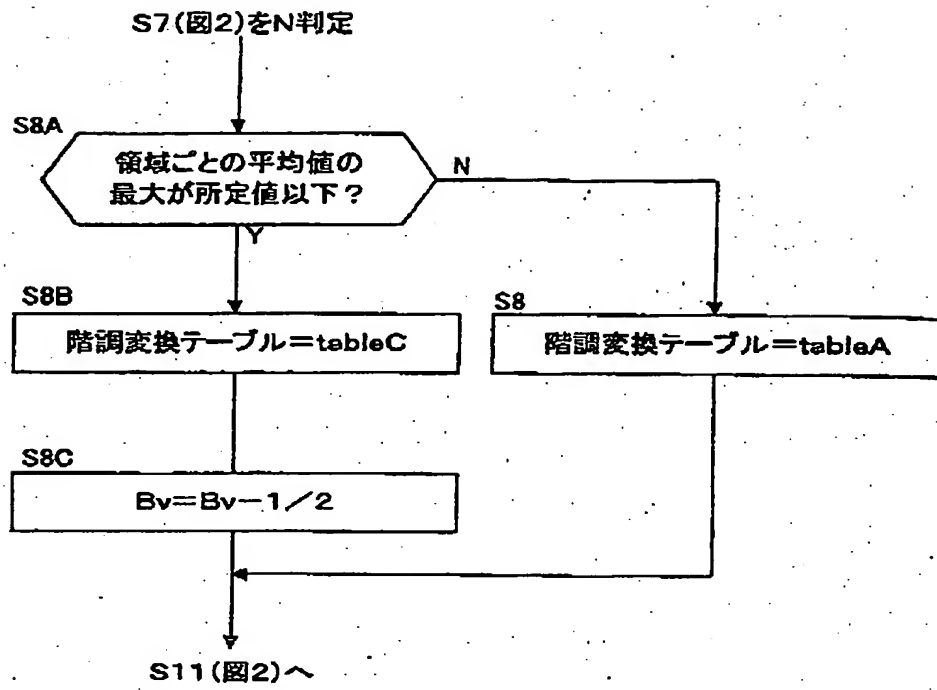 S7(図2)をN判定
S8A
領域ごとの平均値の
最大が所定値以下?
N
Y
S8B
階調変換テーブル=tableC
S8
階調変換テーブル=tableA
S8C
Bv=Bv-1/2
S11(図2)へ